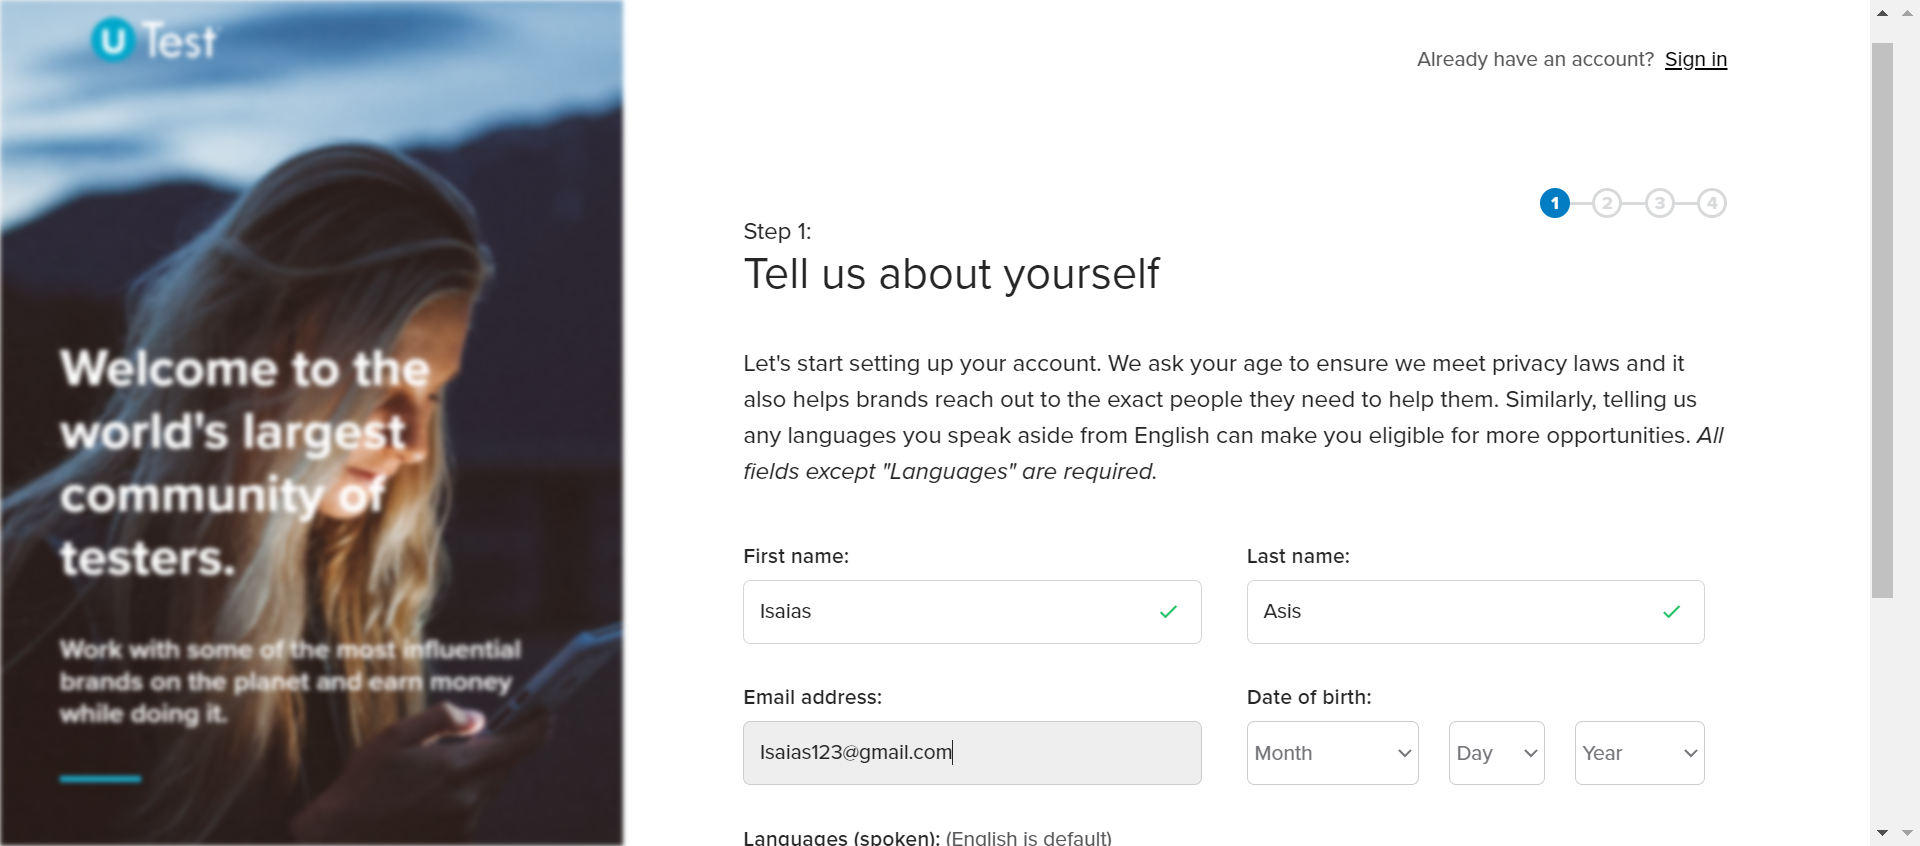 U Test
Already have an account? Sign in
1 2 3 4
Step 1:
Tell us about yourself
Welcome to the
world's largest
community of
testers.
Work with some of the most influential
brands on the planet and earn money
while doing it.
Let's start setting up your account. We ask your age to ensure we meet privacy laws and it
also helps brands reach out to the exact people they need to help them. Similarly, telling us
any languages you speak aside from English can make you eligible for more opportunities. All
fields except "Languages" are required.
First name: Last name:
Isaias Asis
Email address: Date of birth:
Isaias123@gmail.com Month Day Year
Languages (spoken): (English is default)